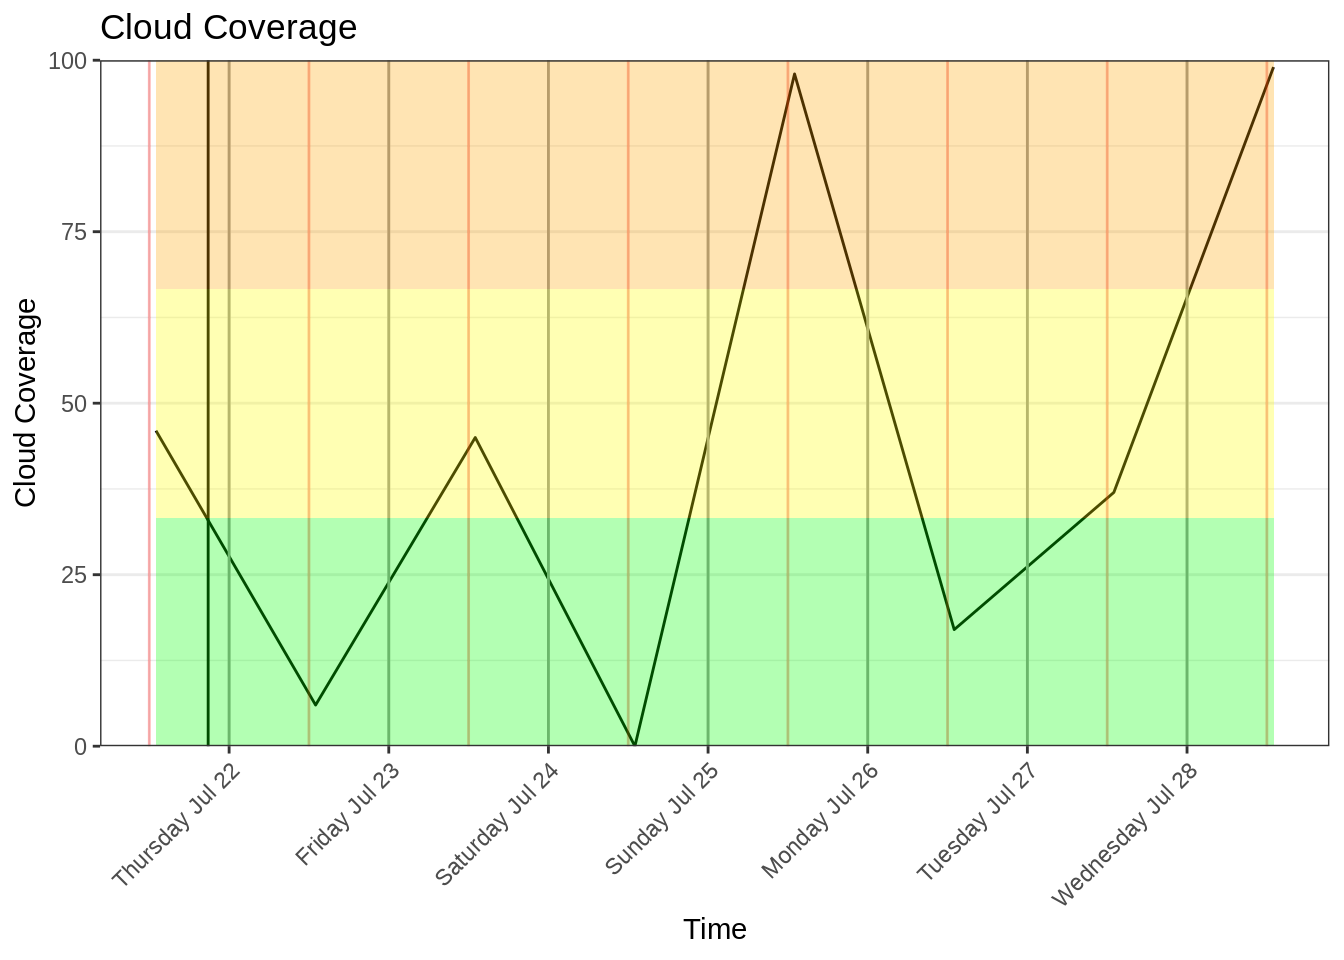 Cloud Coverage
100
75
50
25
0
Cloud Coverage
Thursday Jul 22
Friday Jul 23
Saturday Jul 24
Sunday Jul 25
Monday Jul 26
Tuesday Jul 27
Wednesday Jul 28
Time